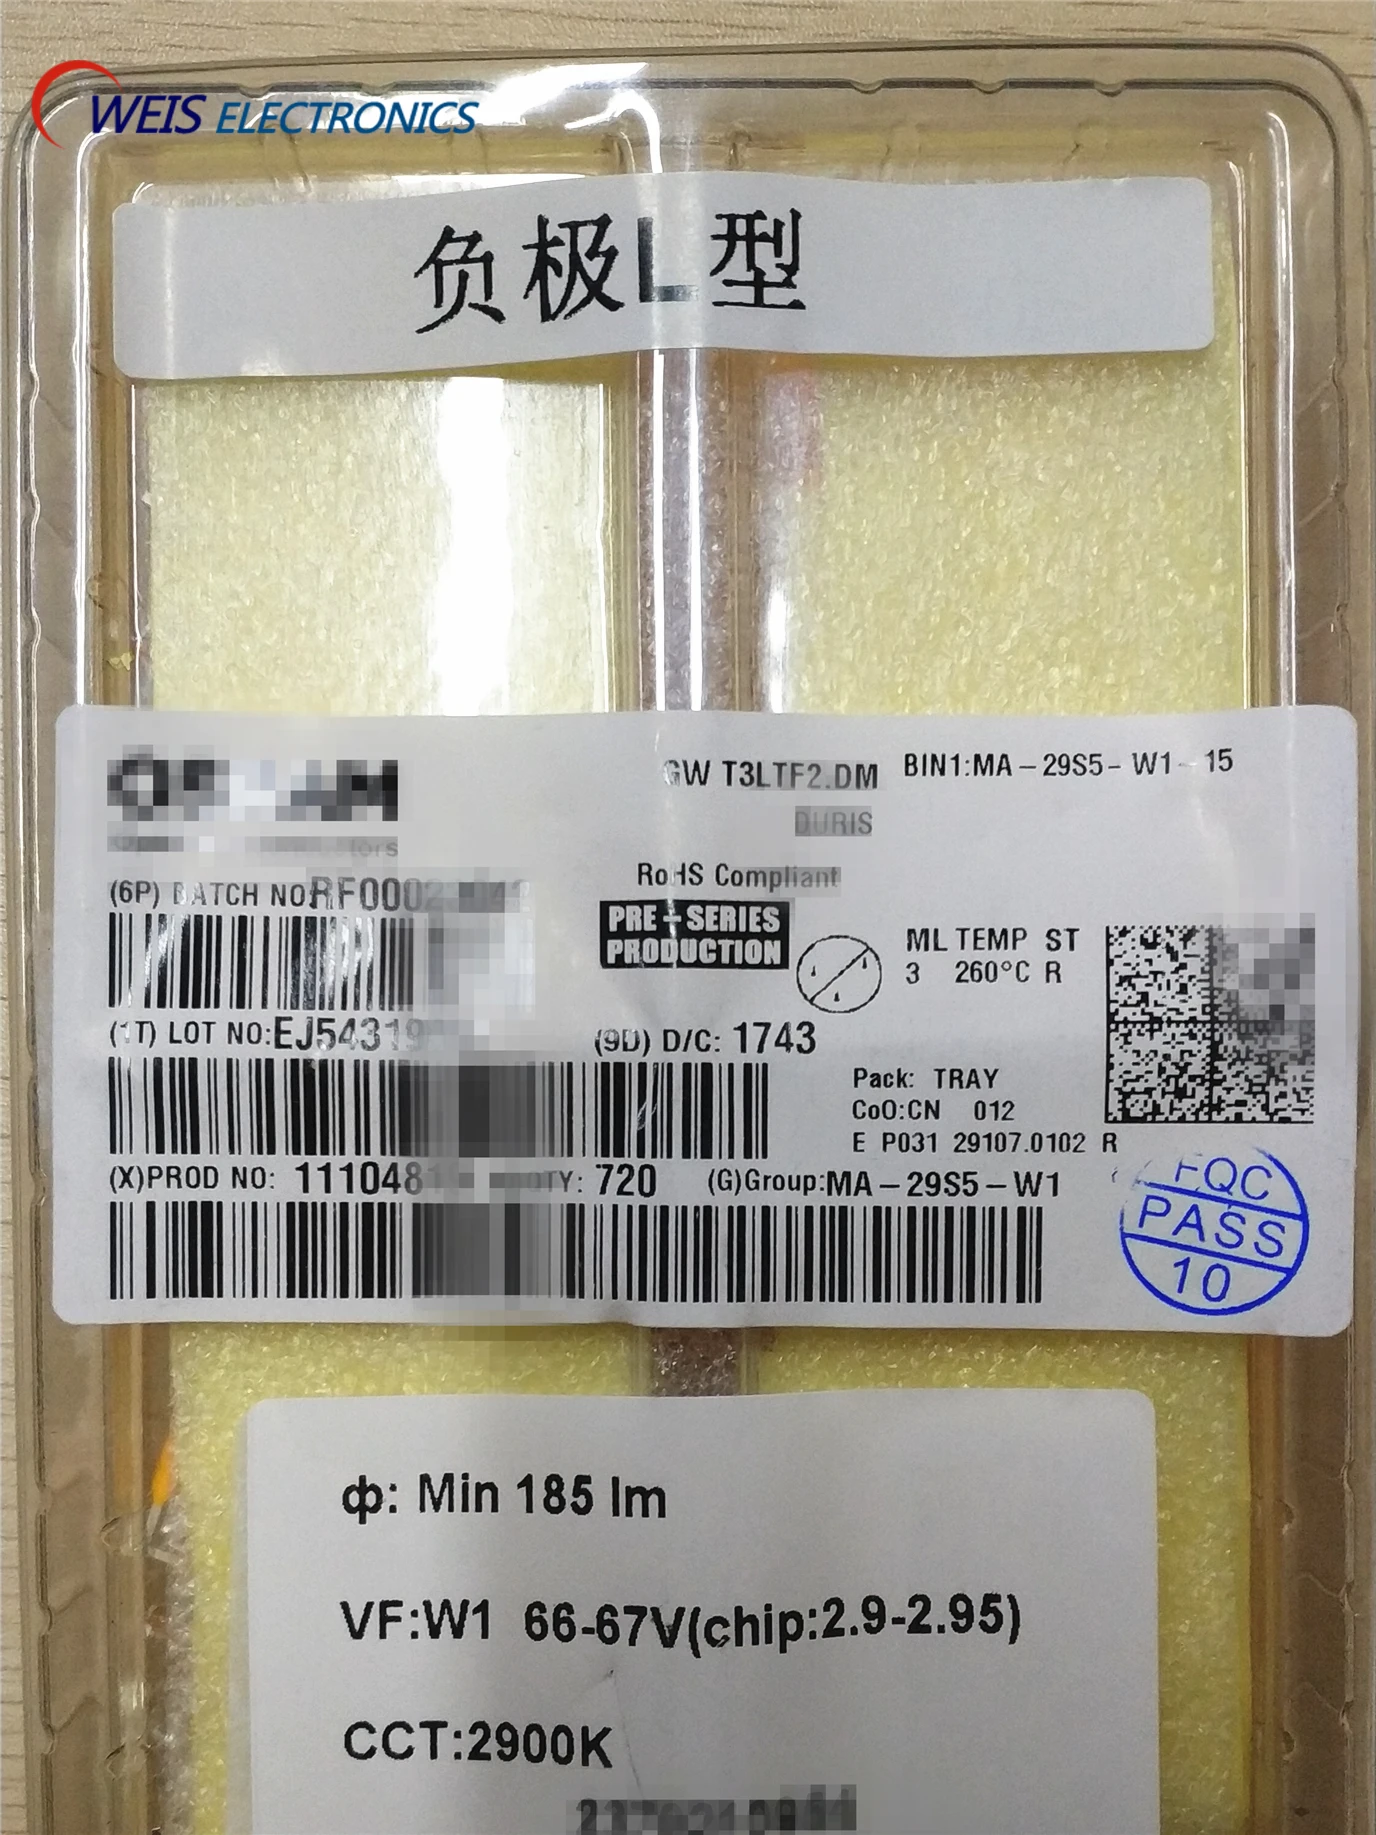 WEIS ELECTRONICS
负极L型
GW T3LTF2.DM BIN1:MA-29S5-W1-15
DURIS
RoHS Compliant
(6P) BATCH NO:
PRE-SERIES
PRODUCTION
ML TEMP ST
3 260°C R
(1T) LOT NO: (9D) D/C: 1743
Pack: TRAY
CoO:CN 012
E P031 29107.0102 R
(X)PROD NO: 720 (G)Group:MA-29S5-W1
FQC
PASS
10
ф: Min 185 lm
VF:W1 66-67V(chip:2.9-2.95)
CCT:2900K